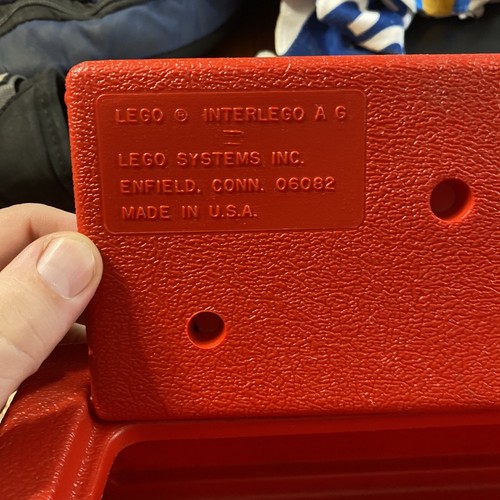 LEGO © INTERLEGO A G
=
LEGO SYSTEMS, INC.
ENFIELD, CONN. 06082
MADE IN U.S.A.